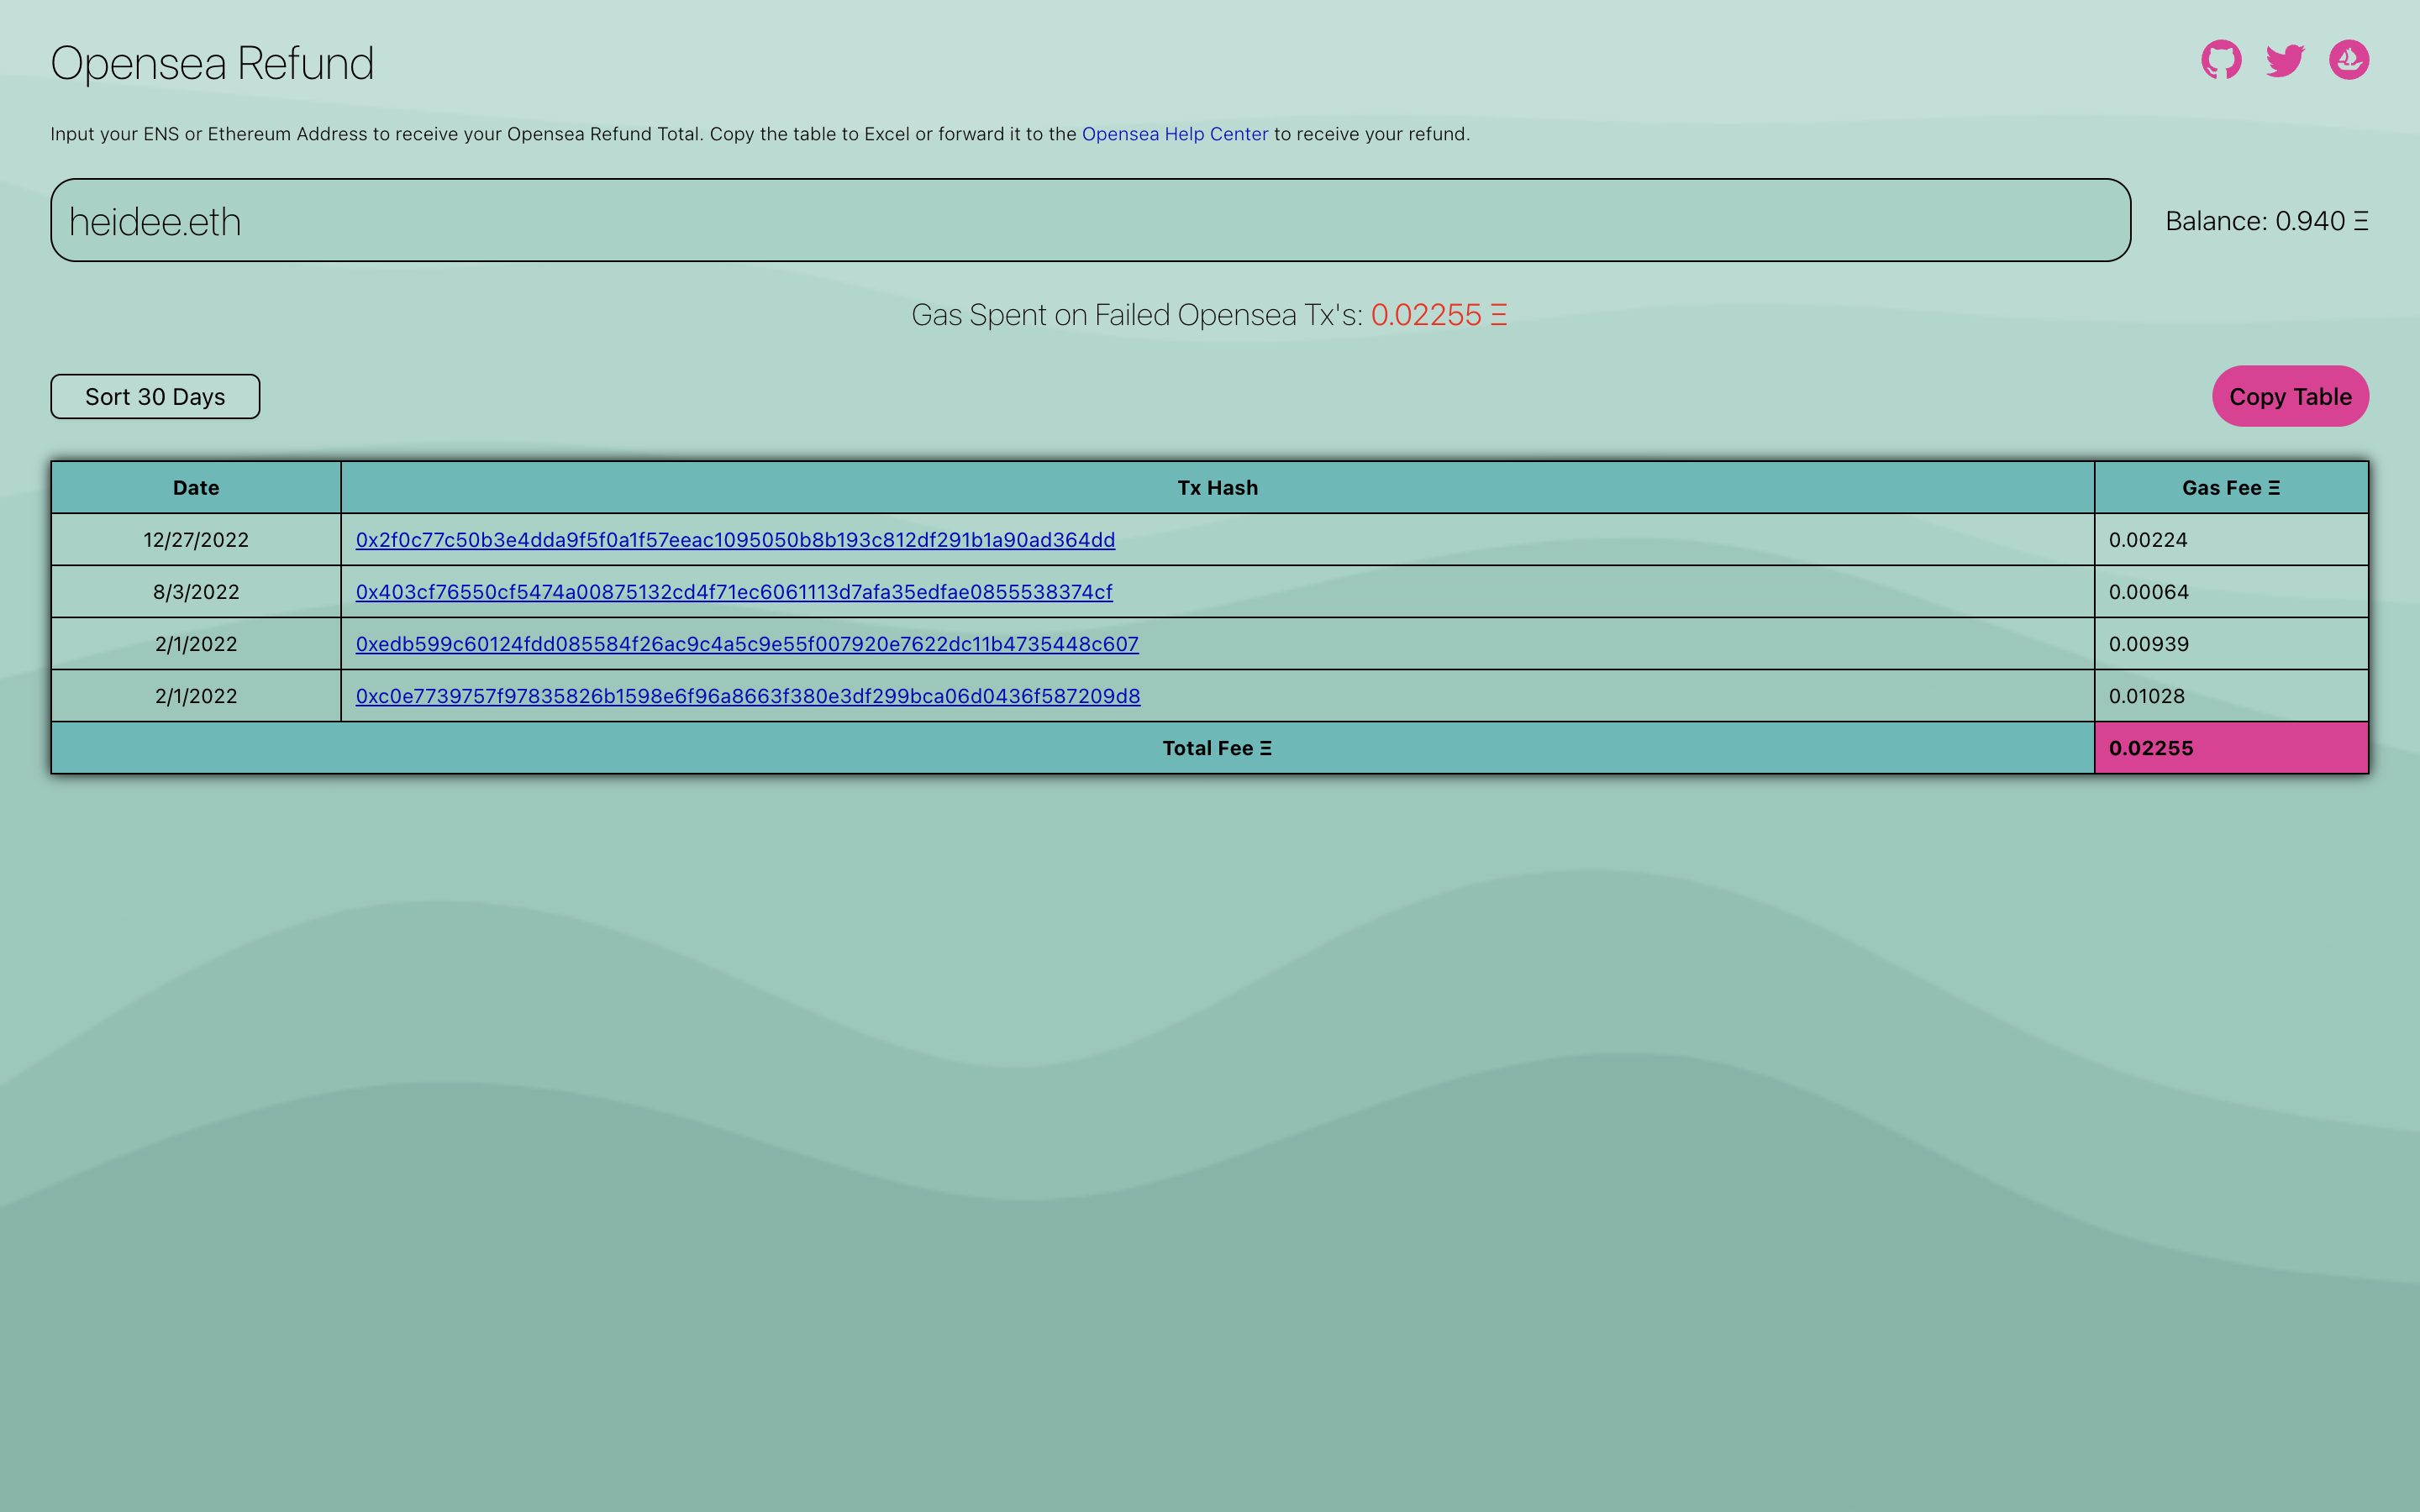 Opensea Refund
Input your ENS or Ethereum Address to receive your Opensea Refund Total. Copy the table to Excel or forward it to the Opensea Help Center to receive your refund.
heidee.eth
Balance: 0.940 Ξ
Gas Spent on Failed Opensea Tx's: 0.02255 Ξ
Sort 30 Days
Copy Table
Date Tx Hash Gas Fee Ξ
12/27/2022 0x2f0c77c50b3e4dda9f5f0a1f57eeac1095050b8b193c812df291b1a90ad364dd 0.00224
8/3/2022 0x403cf76550cf5474a00875132cd4f71ec6061113d7afa35edfae0855538374cf 0.00064
2/1/2022 0xedb599c60124fdd085584f26ac9c4a5c9e55f007920e7622dc11b4735448c607 0.00939
2/1/2022 0xc0e7739757f97835826b1598e6f96a8663f380e3df299bca06d0436f587209d8 0.01028
Total Fee Ξ 0.02255